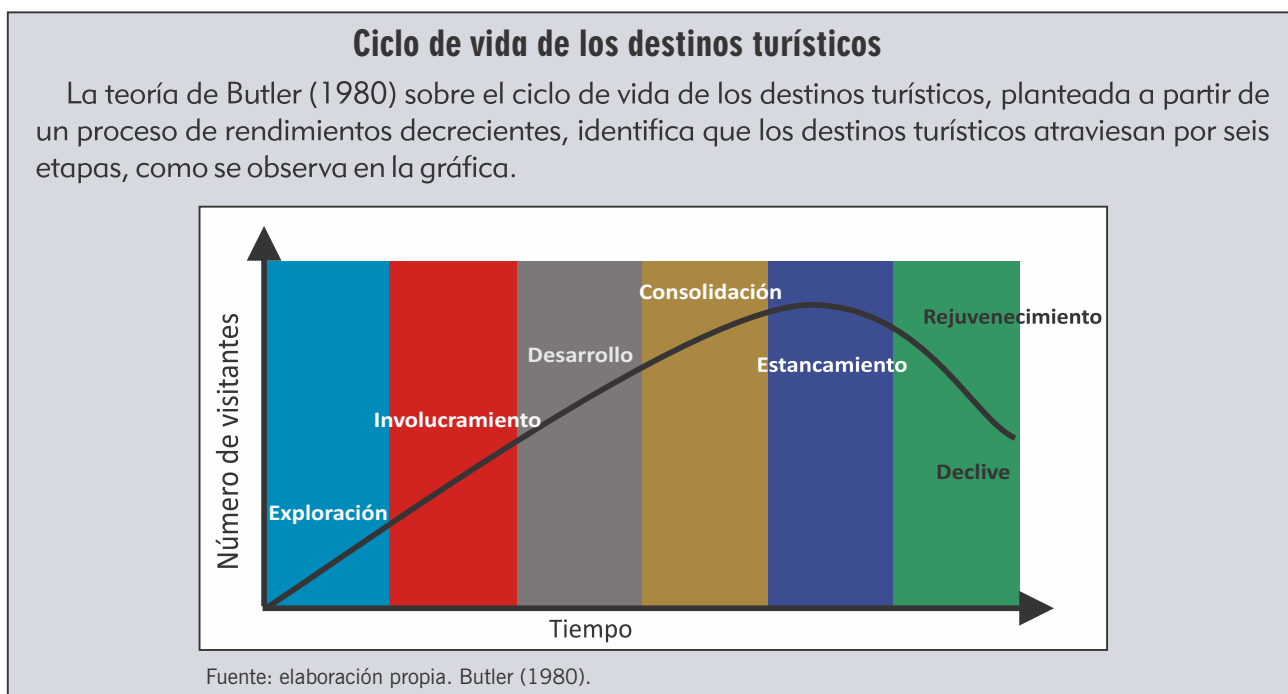 Ciclo de vida de los destinos turísticos
La teoría de Butler (1980) sobre el ciclo de vida de los destinos turísticos, planteada a partir de
un proceso de rendimientos decrecientes, identifica que los destinos turísticos atraviesan por seis
etapas, como se observa en la gráfica.
Número de visitantes
Consolidación
Rejuvenecimiento
Desarrollo
Estancamiento
Involucramiento
Declive
Exploración
Tiempo
Fuente: elaboración propia. Butler (1980).